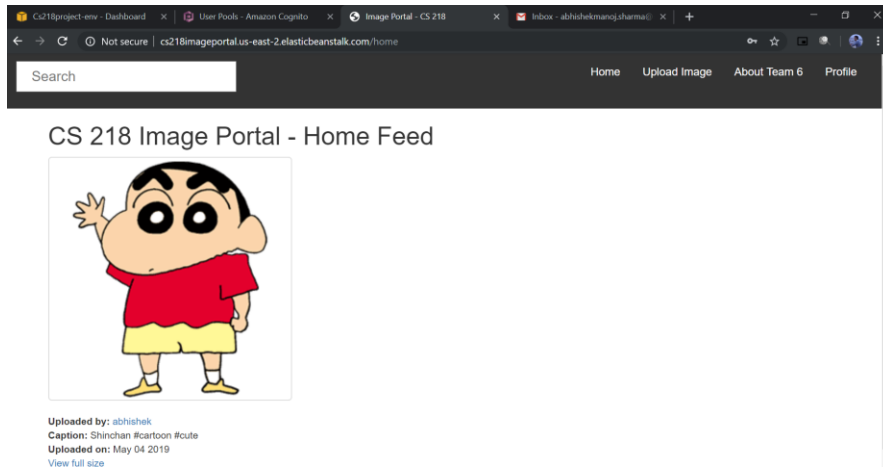 Cs218project-env - Dashboard
User Pools - Amazon Cognito
Image Portal - CS 218
Inbox - abhishekmanoj.sharma@
Not secure | cs218imageportal.us-east-2.elasticbeanstalk.com/home
Search
Home Upload Image About Team 6 Profile
CS 218 Image Portal - Home Feed
Uploaded by: abhishek
Caption: Shinchan #cartoon #cute
Uploaded on: May 04 2019
View full size